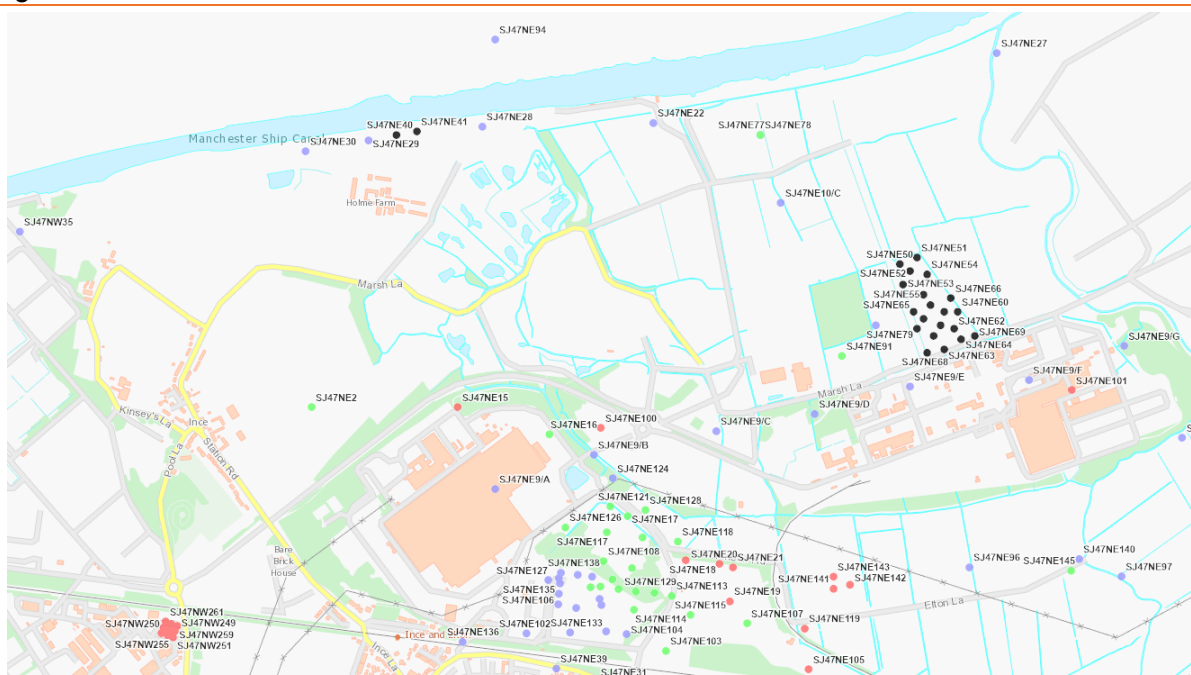 SJ47NE94
SJ47NE27
SJ47NE40
SJ47NE41
SJ47NE28
SJ47NE22
SJ47NE77SJ47NE78
Manchester Ship Canal
SJ47NE30
SJ47NE29
Holme Farm
SJ47NE10/C
SJ47NW35
SJ47NE50
SJ47NE51
SJ47NE52
SJ47NE54
SJ47NE53
Marsh La
SJ47NE55
SJ47NE66
SJ47NE65
SJ47NE60
SJ47NE62
SJ47NE79
SJ47NE69
SJ47NE64
SJ47NE91
SJ47NE63
SJ47NE68
SJ47NE9/G
SJ47NE9/F
SJ47NE9/E
SJ47NE101
Marsh La
SJ47NE2
SJ47NE15
SJ47NE9/D
Kinsey's La
Ince
SJ47NE16
SJ47NE100
SJ47NE9/C
Station Rd
Pool La
SJ47NE9/B
SJ47NE124
SJ47NE9/A
SJ47NE121
SJ47NE128
SJ47NE126
SJ47NE17
SJ47NE118
SJ47NE117
SJ47NE108
Bare
Brick
House
SJ47NE127
SJ47NE138
SJ47NE20
SJ47NE21
SJ47NE18
SJ47NE143
SJ47NE141
SJ47NE142
SJ47NE96
SJ47NE145
SJ47NE140
SJ47NE97
SJ47NE135
SJ47NE129
SJ47NE113
SJ47NE106
SJ47NE19
SJ47NE115
Elton La
SJ47NW261
SJ47NW250
SJ47NW249
SJ47NE107
SJ47NE114
SJ47NE119
SJ47NE102
SJ47NE133
SJ47NE104
SJ47NW259
SJ47NW255
SJ47NW251
Ince and
SJ47NE136
SJ47NE103
Ince La
SJ47NE39
SJ47NE105
SJ47NE31